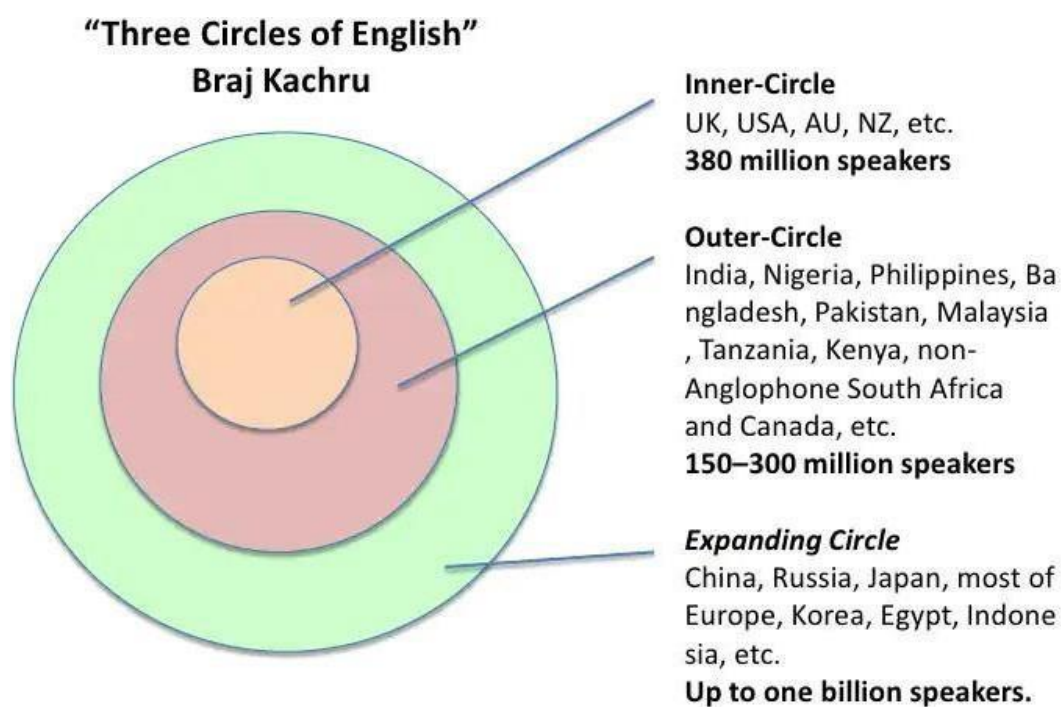 “Three Circles of English”
Braj Kachru
Inner-Circle
UK, USA, AU, NZ, etc.
380 million speakers
Outer-Circle
India, Nigeria, Philippines, Ba
ngladesh, Pakistan, Malaysia
, Tanzania, Kenya, non-
Anglophone South Africa
and Canada, etc.
150–300 million speakers
Expanding Circle
China, Russia, Japan, most of
Europe, Korea, Egypt, Indone
sia, etc.
Up to one billion speakers.